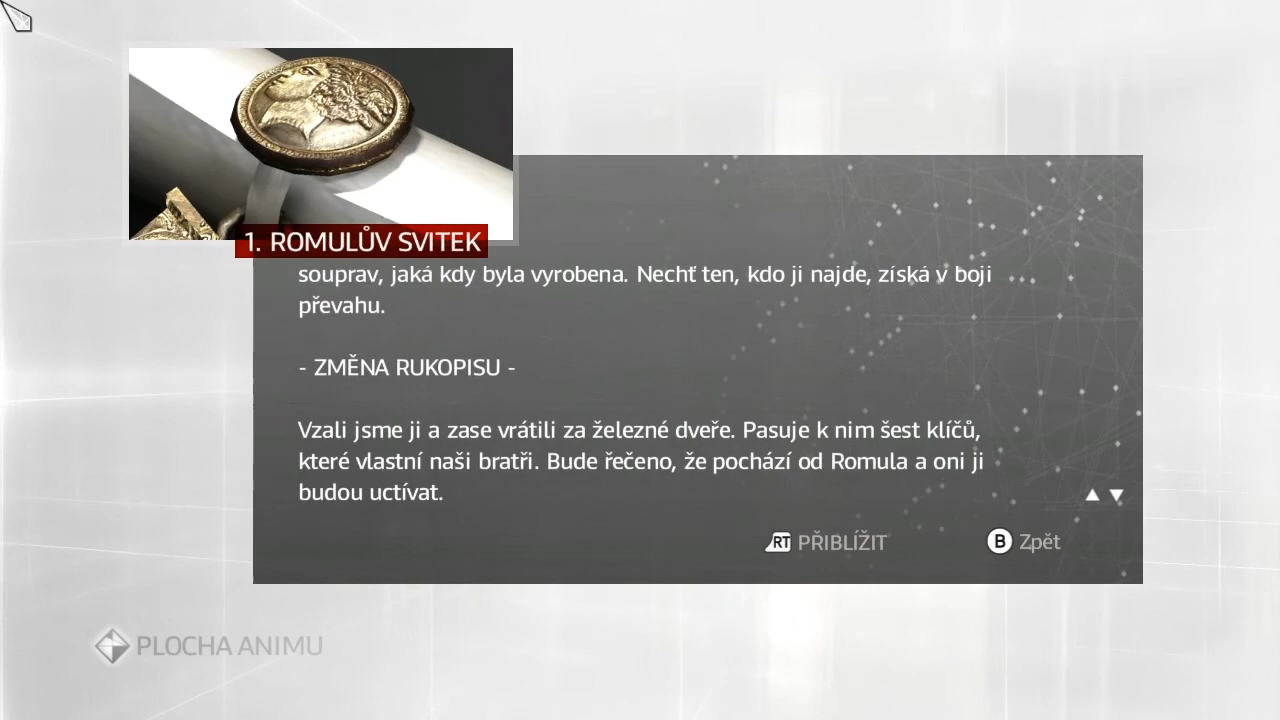 1. ROMULŮV SVITEK
souprav, jaká kdy byla vyrobena. Nechť ten, kdo ji najde, získá v boji
převahu.
- ZMĚNA RUKOPISU -
Vzali jsme ji a zase vrátili za železné dveře. Pasuje k nim šest klíčů,
které vlastní naši bratři. Bude řečeno, že pochází od Romula a oni ji
budou uctívat.
RT PŘIBLÍŽIT B Zpět
PLOCHA ANIMU